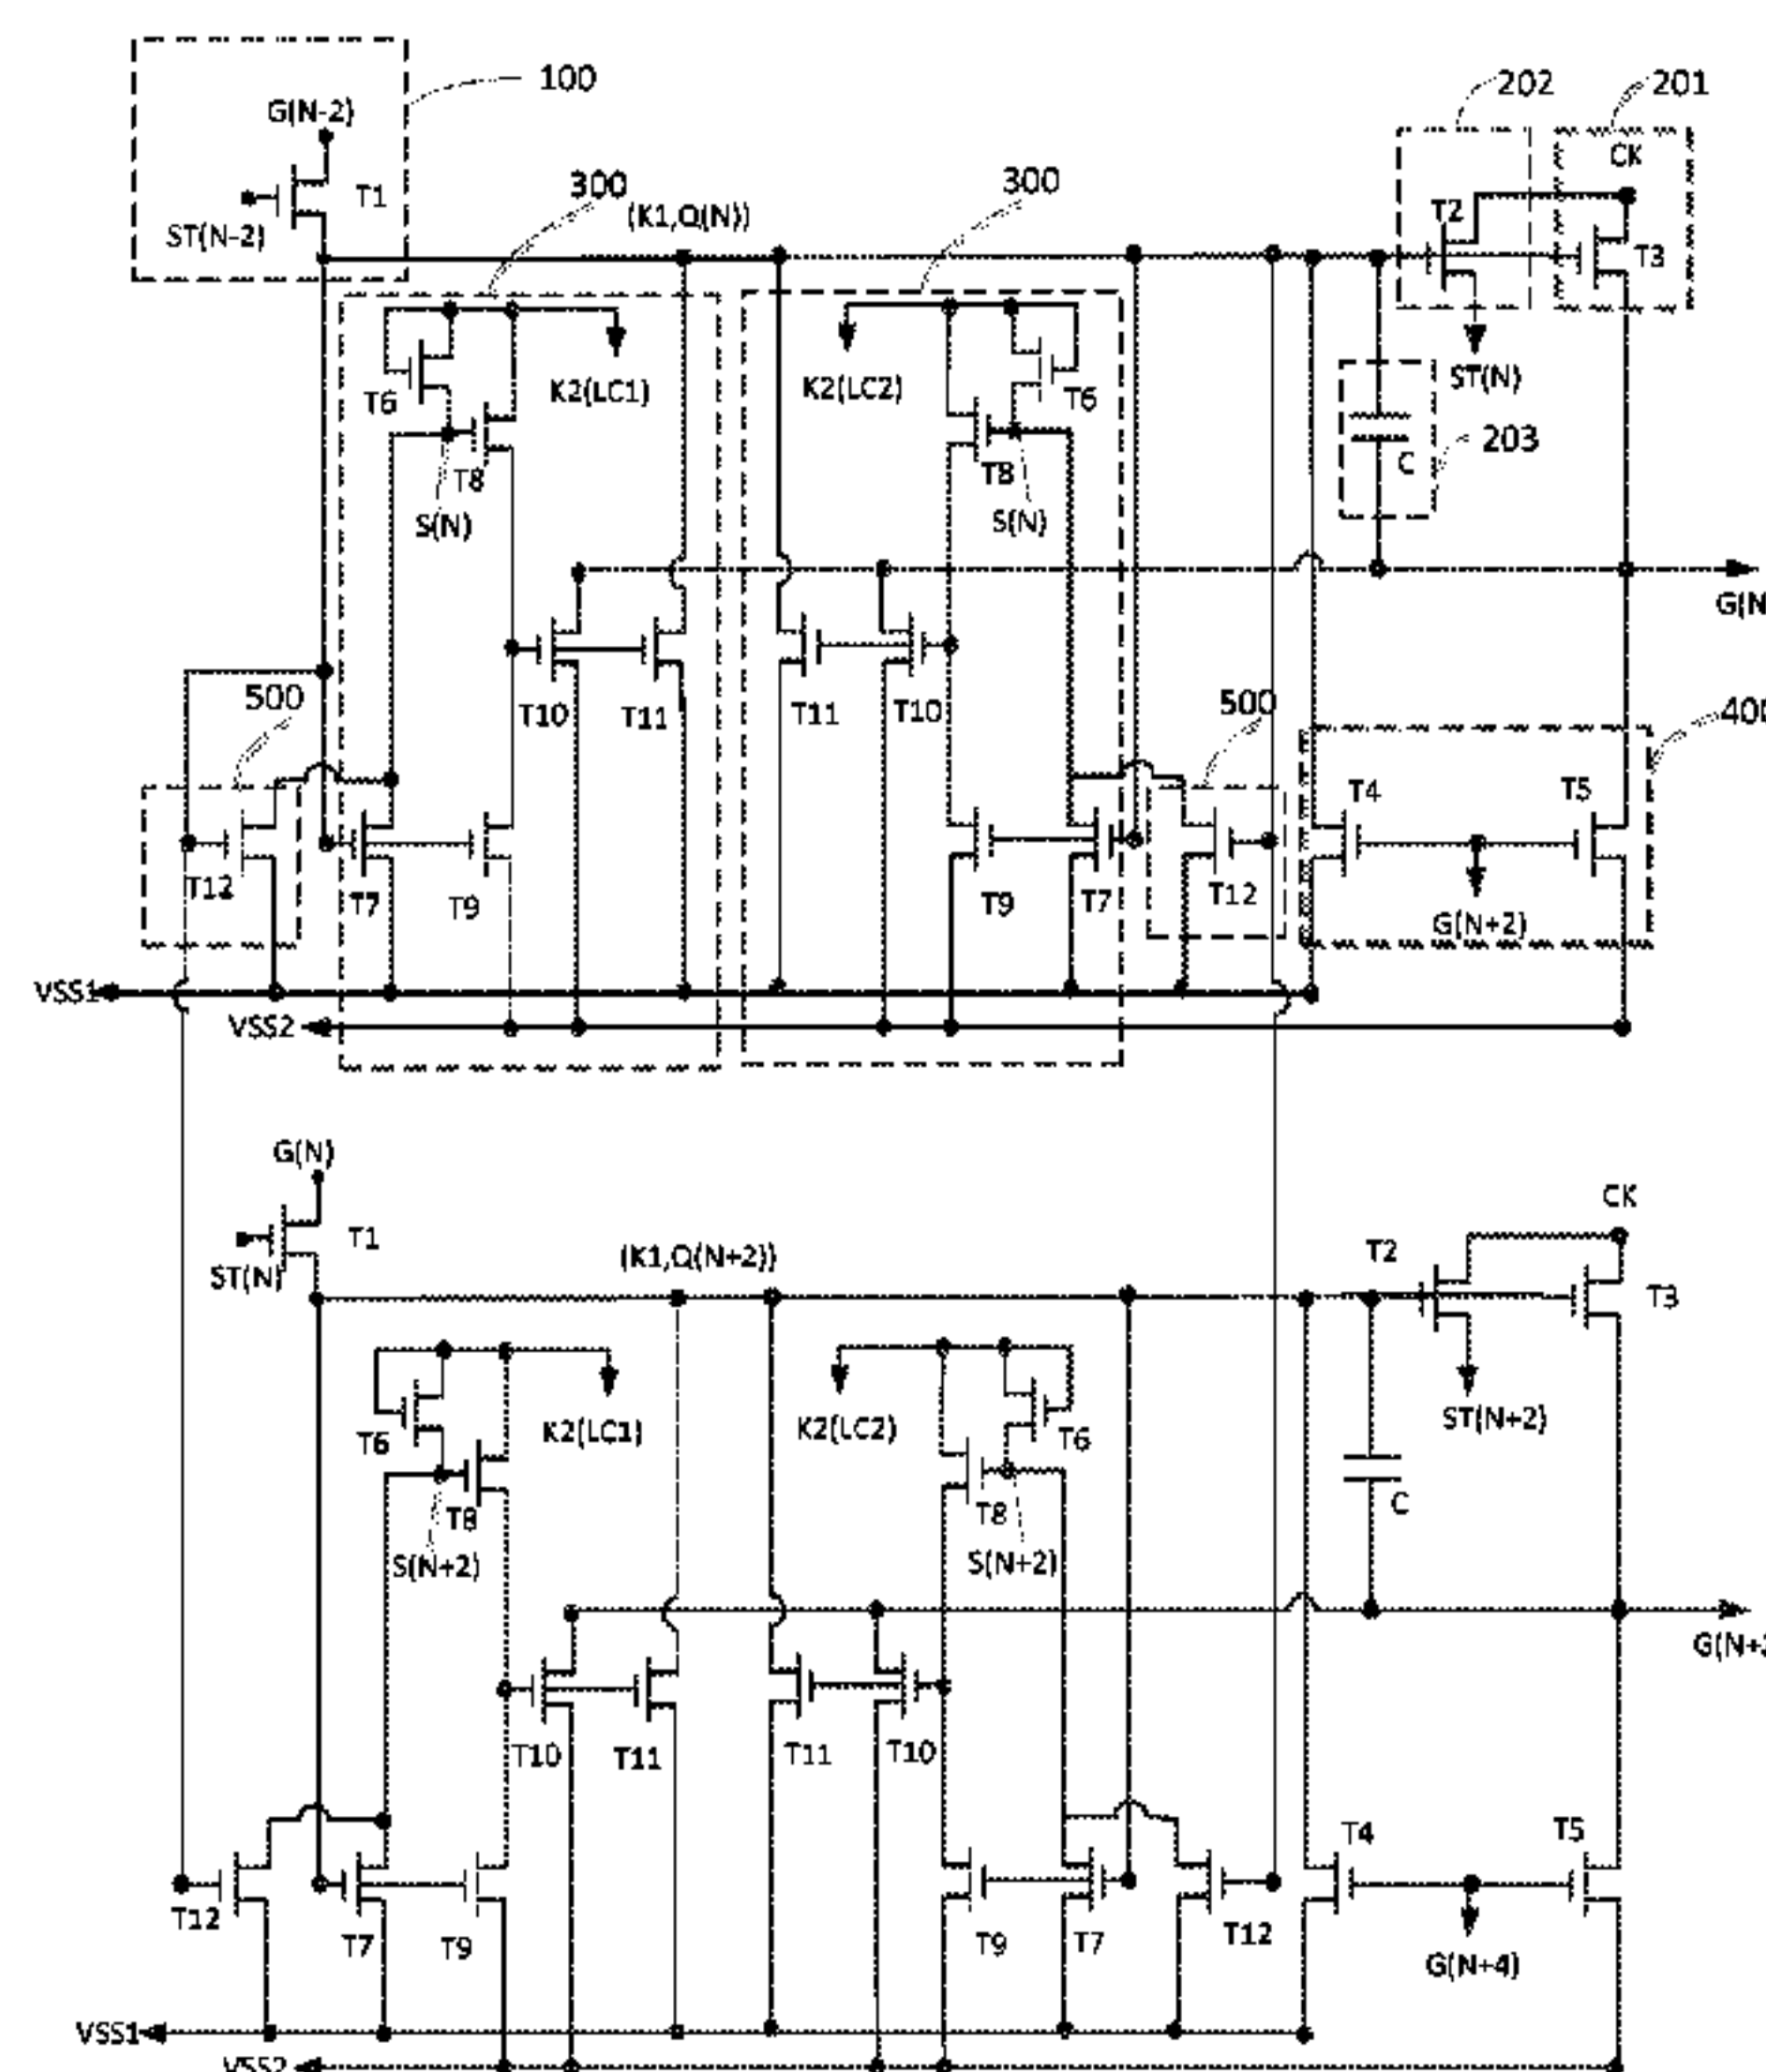 100
G(N-2)
T1
ST(N-2)
202
201
CK
T2
T3
ST(N)
300
(K1,Q(N))
300
T6
K2(LC1)
K2(LC2)
T6
T8
S(N)
T8
S(N)
C
203
T10
T11
T11
T10
500
500
T4
T5
T12
T7
T9
T9
T7
T12
G(N+2)
VSS1
VSS2
G(N)
T1
ST(N)
(K1,Q(N+2))
CK
T2
T3
ST(N+2)
T6
K2(LC1)
K2(LC2)
T6
T8
S(N+2)
T8
S(N+2)
C
T10
T11
T11
T10
T4
T5
T12
T7
T9
T9
T7
T12
G(N+4)
VSS1
VSS2